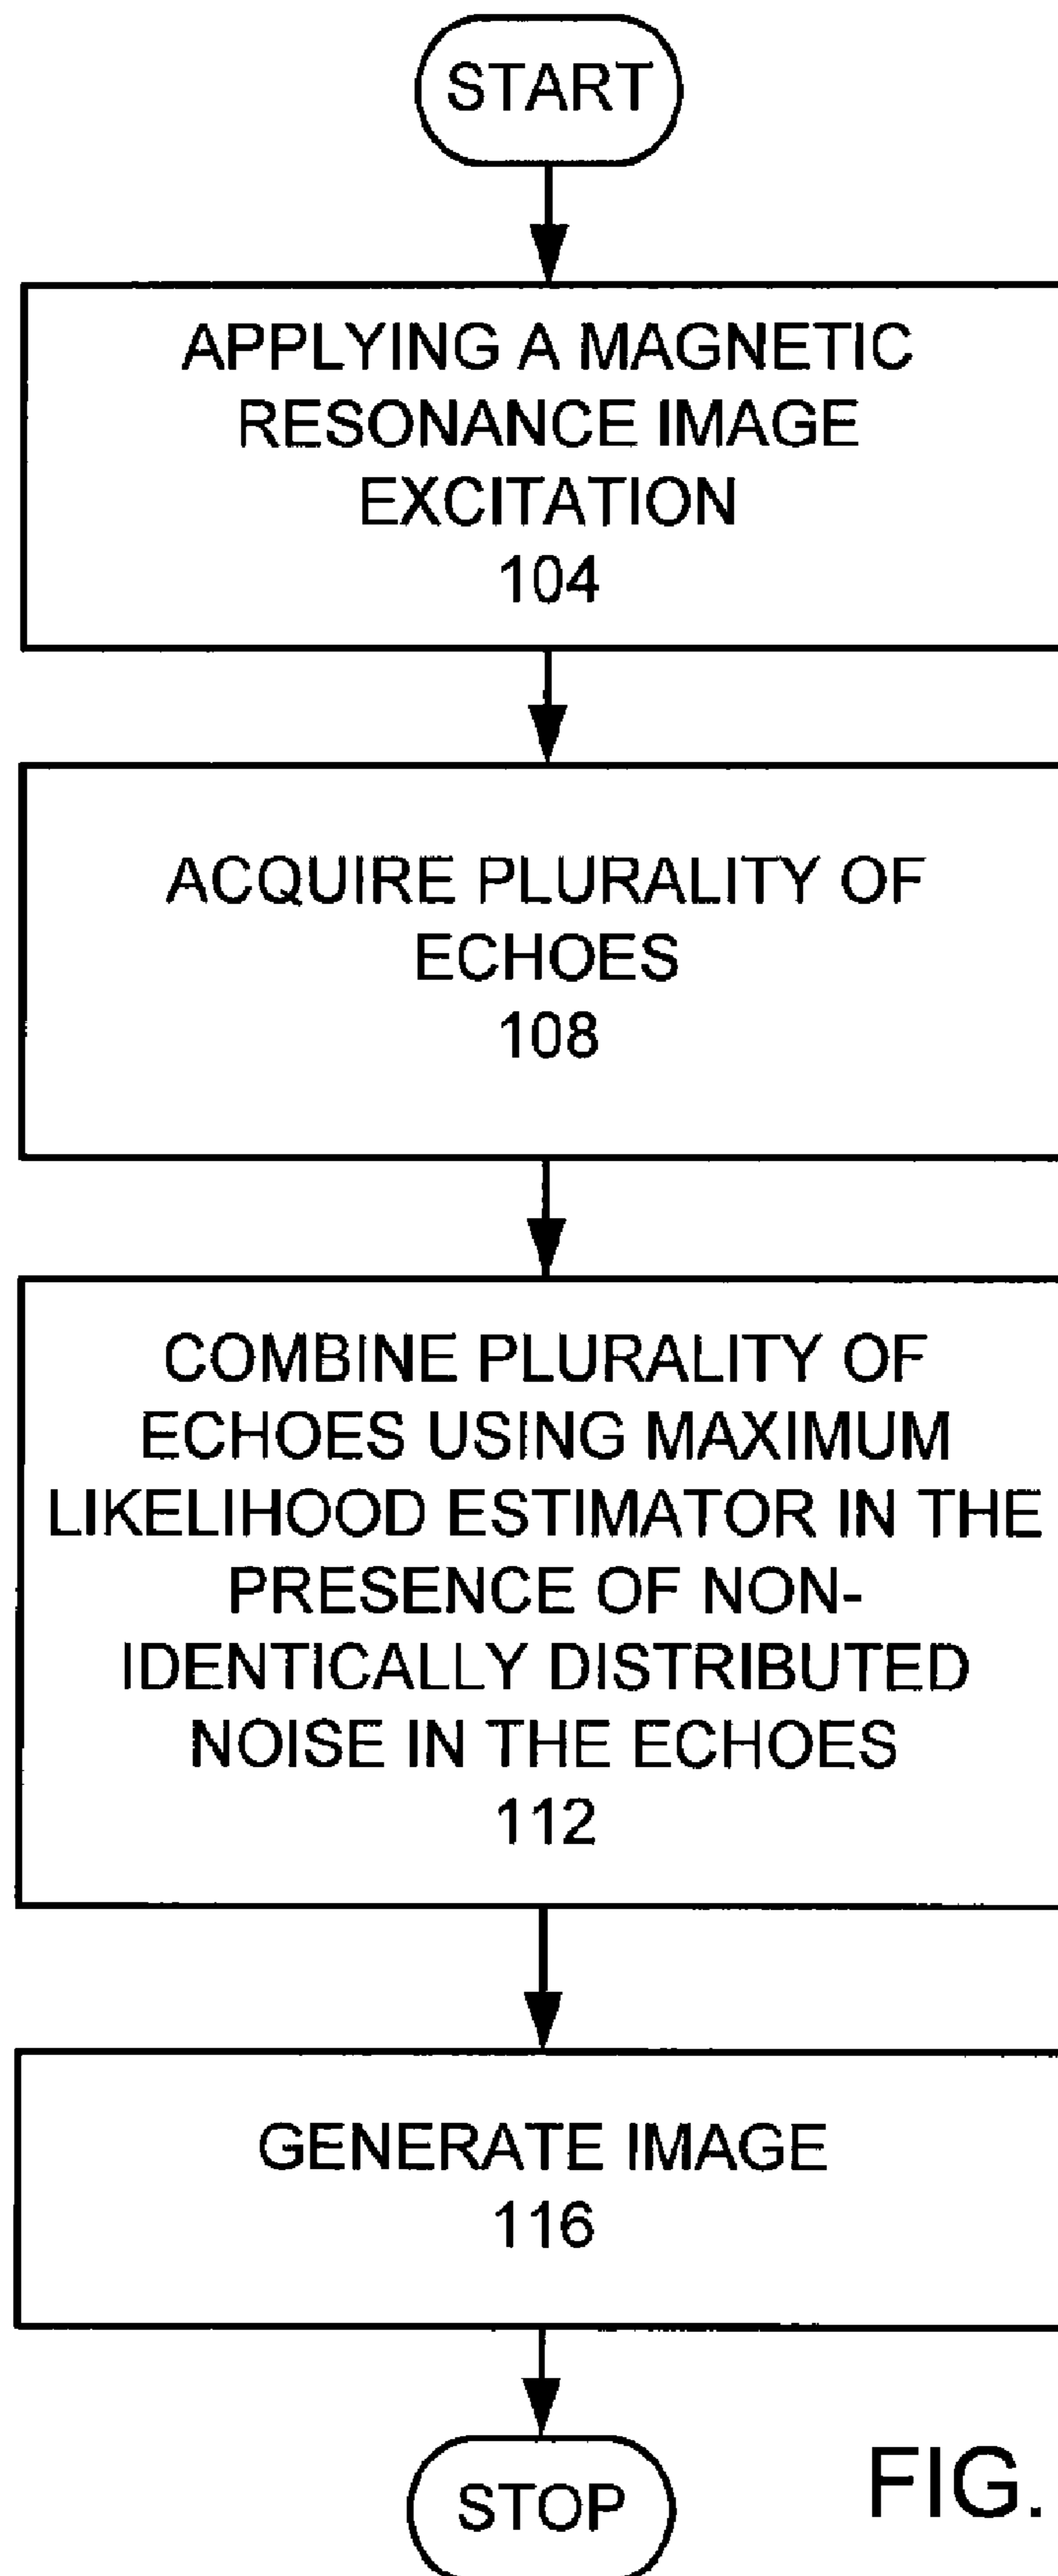 START
APPLYING A MAGNETIC
RESONANCE IMAGE
EXCITATION
104
ACQUIRE PLURALITY OF
ECHOES
108
COMBINE PLURALITY OF
ECHOES USING MAXIMUM
LIKELIHOOD ESTIMATOR IN THE
PRESENCE OF NON-
IDENTICALLY DISTRIBUTED
NOISE IN THE ECHOES
112
GENERATE IMAGE
116
STOP
FIG.